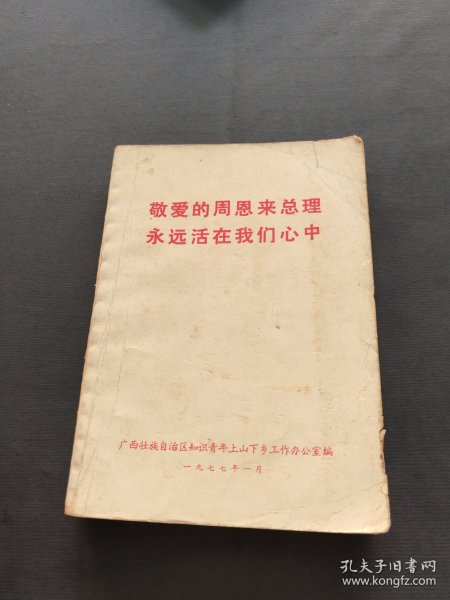 敬爱的周恩来总理
永远活在我们心中
广西壮族自治区知识青年上山下乡工作办公室编
一九七七年一月
孔夫子旧书网
www.kongfz.com